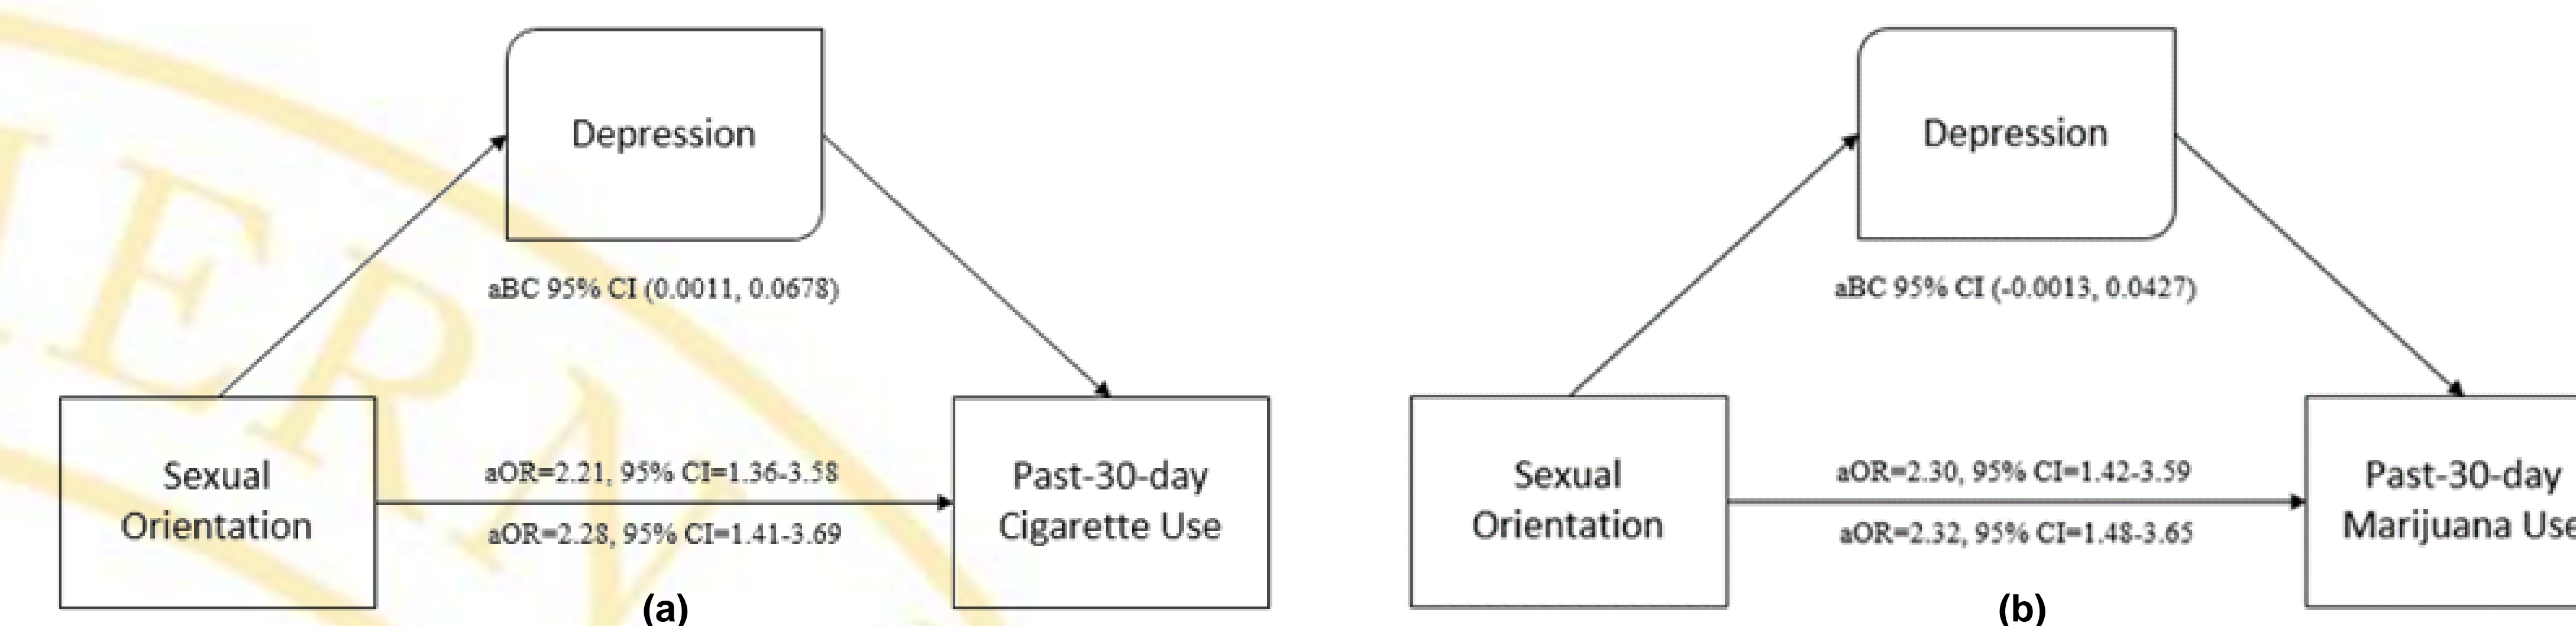 Depression
aBC 95% CI (0.0011, 0.0678)
Sexual
Orientation
aOR=2.21, 95% CI=1.36-3.58
aOR=2.28, 95% CI=1.41-3.69
Past-30-day
Cigarette Use
(a)
Depression
aBC 95% CI (-0.0013, 0.0427)
Sexual
Orientation
aOR=2.30, 95% CI=1.42-3.59
aOR=2.32, 95% CI=1.48-3.65
Past-30-day
Marijuana Use
(b)
IERN